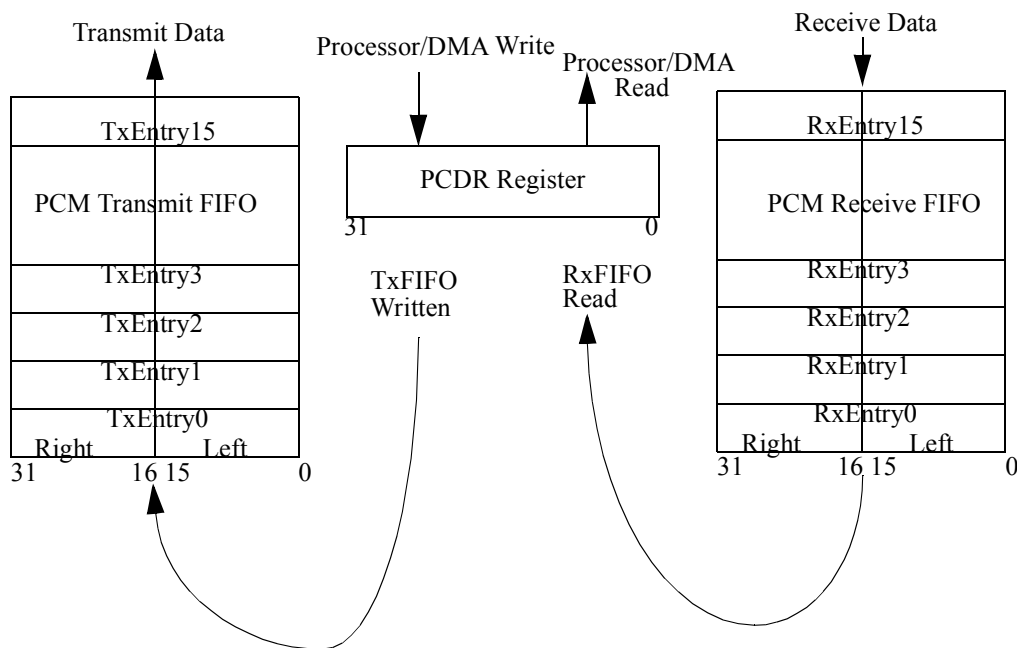 Transmit Data
Processor/DMA Write
Processor/DMA
Read
Receive Data
TxEntry15
PCM Transmit FIFO
TxEntry3
TxEntry2
TxEntry1
TxEntry0
Right Left
31 16 15 0
PCDR Register
31 0
TxFIFO
Written
RxFIFO
Read
RxEntry15
PCM Receive FIFO
RxEntry3
RxEntry2
RxEntry1
RxEntry0
Right Left
31 16 15 0